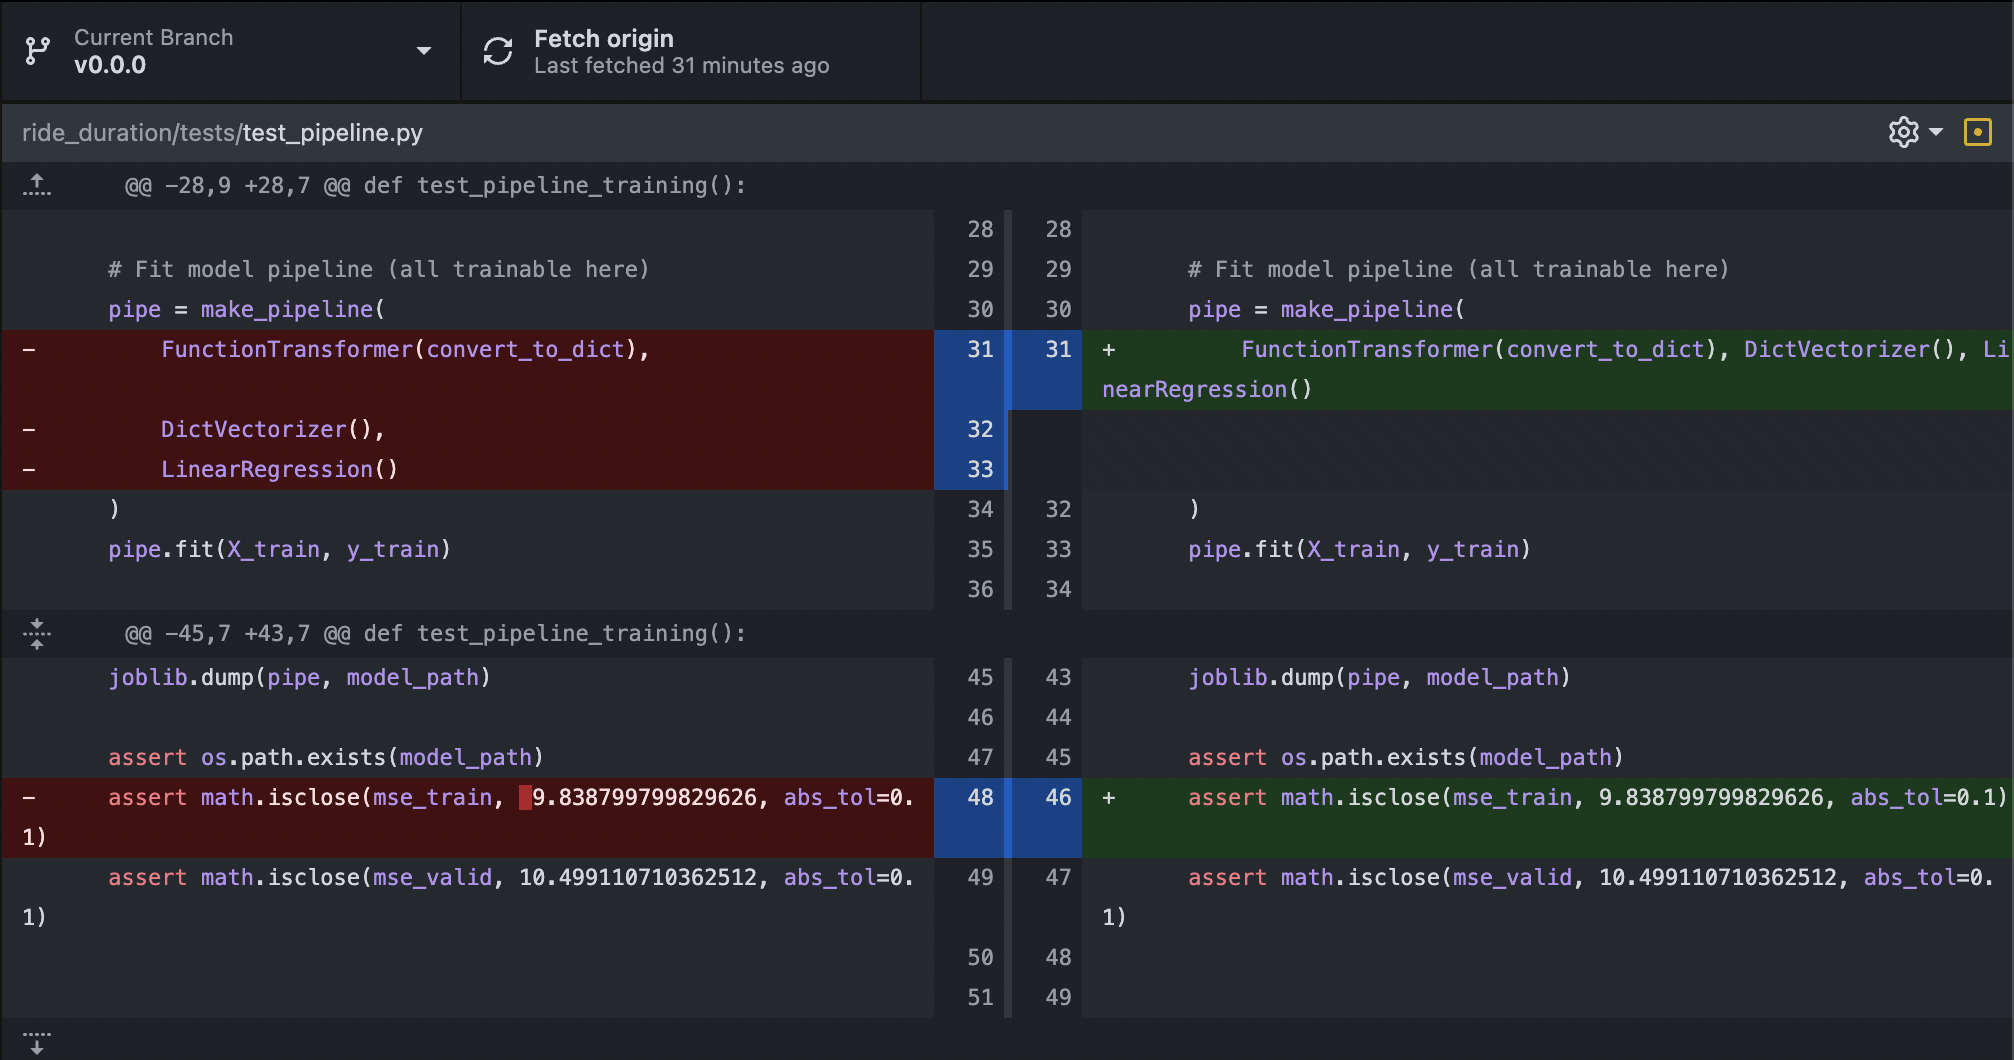 Current Branch
v0.0.0
Fetch origin
Last fetched 31 minutes ago
ride_duration/tests/test_pipeline.py
@@ -28,9 +28,7 @@ def test_pipeline_training():
28 28
# Fit model pipeline (all trainable here) 29 29 # Fit model pipeline (all trainable here)
pipe = make_pipeline( 30 30 pipe = make_pipeline(
- FunctionTransformer(convert_to_dict), 31 31 + FunctionTransformer(convert_to_dict), DictVectorizer(), Li
nearRegression()
- DictVectorizer(), 32
- LinearRegression() 33
) 34 32 )
pipe.fit(X_train, y_train) 35 33 pipe.fit(X_train, y_train)
36 34
@@ -45,7 +43,7 @@ def test_pipeline_training():
joblib.dump(pipe, model_path) 45 43 joblib.dump(pipe, model_path)
46 44
assert os.path.exists(model_path) 47 45 assert os.path.exists(model_path)
- assert math.isclose(mse_train, 9.838799799829626, abs_tol=0. 48 46 + assert math.isclose(mse_train, 9.838799799829626, abs_tol=0.1)
1)
assert math.isclose(mse_valid, 10.499110710362512, abs_tol=0. 49 47 assert math.isclose(mse_valid, 10.499110710362512, abs_tol=0.
1) 1)
50 48
51 49